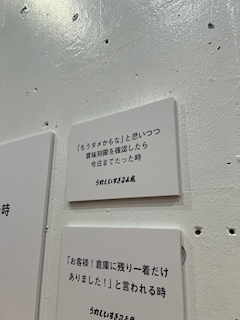 「もうダメかもな」と思いつつ
賞味期限を確認したら
今日までだった時
うれしいすぎるよ展
時
「お客様！倉庫に残り一着だけ
ありました！」と言われる時
うれしいすぎるよ展